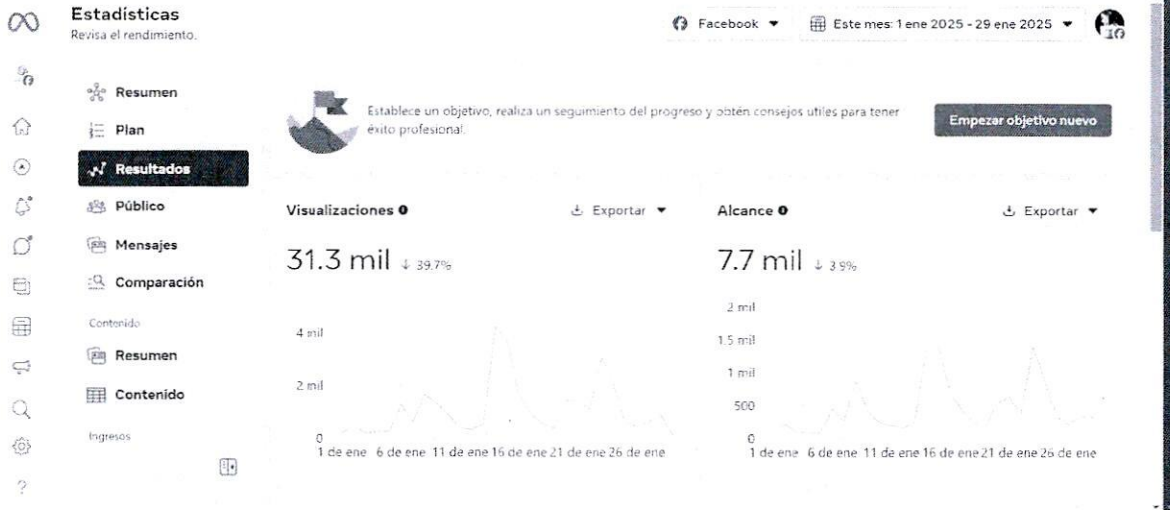 Estadísticas
Revisa el rendimiento.
Facebook
Este mes: 1 ene 2025 - 29 ene 2025
Resumen
Plan
Resultados
Público
Mensajes
Comparación
Contenido
Resumen
Contenido
Ingresos
Establece un objetivo, realiza un seguimiento del progreso y obtén consejos utiles para tener
éxito profesional.
Empezar objetivo nuevo
Visualizaciones
Exportar
31.3 mil ↓ 39.7%
4 mil
2 mil
0
1 de ene 6 de ene 11 de ene 16 de ene 21 de ene 26 de ene
Alcance
Exportar
7.7 mil ↓ 3.9%
2 mil
1.5 mil
1 mil
500
0
1 de ene 6 de ene 11 de ene 16 de ene 21 de ene 26 de ene